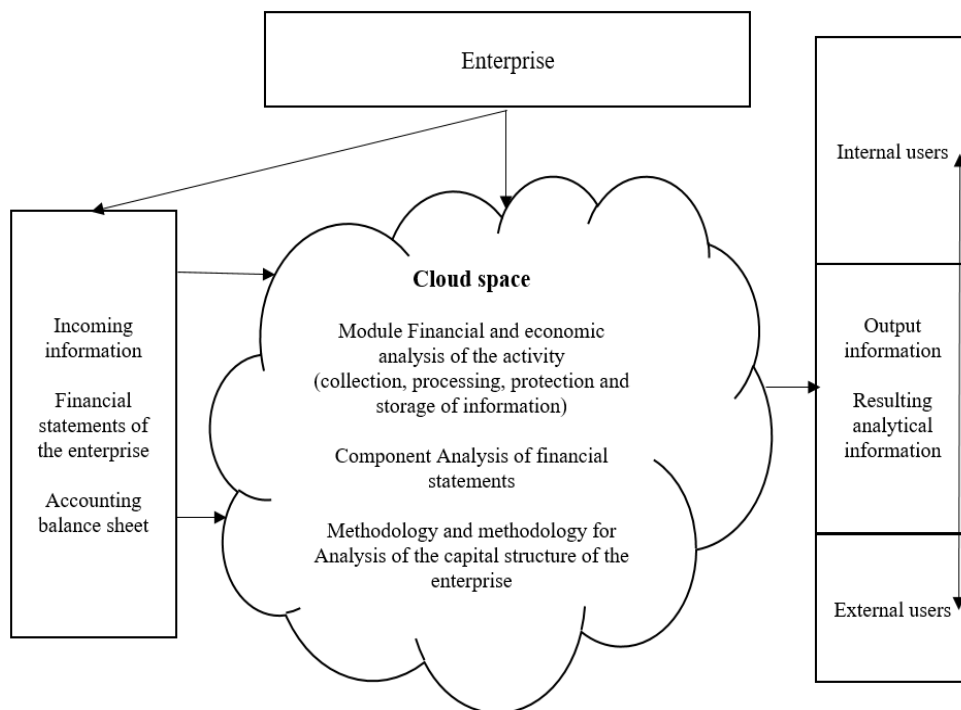 Enterprise
Incoming
information
Financial
statements of
the enterprise
Accounting
balance sheet
Cloud space
Module Financial and economic
analysis of the activity
(collection, processing, protection and
storage of information)
Component Analysis of financial
statements
Methodology and methodology for
Analysis of the capital structure of the
enterprise
Internal users
Output
information
Resulting
analytical
information
External users